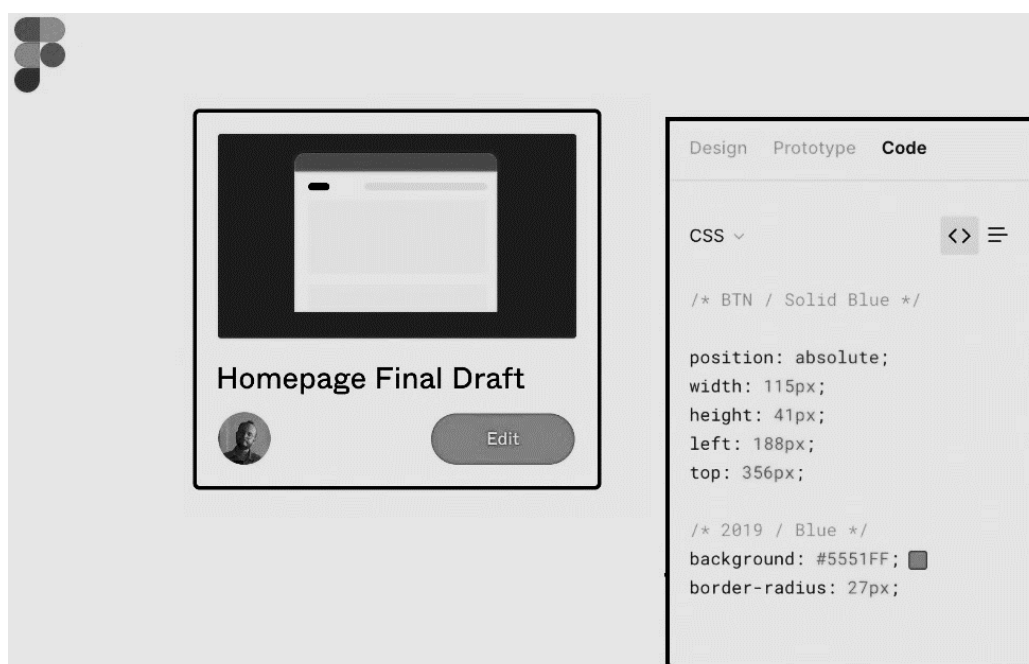 Homepage Final Draft
Edit
Design Prototype Code
CSS
/* BTN / Solid Blue */
position: absolute;
width: 115px;
height: 41px;
left: 188px;
top: 356px;
/* 2019 / Blue */
background: #5551FF;
border-radius: 27px;